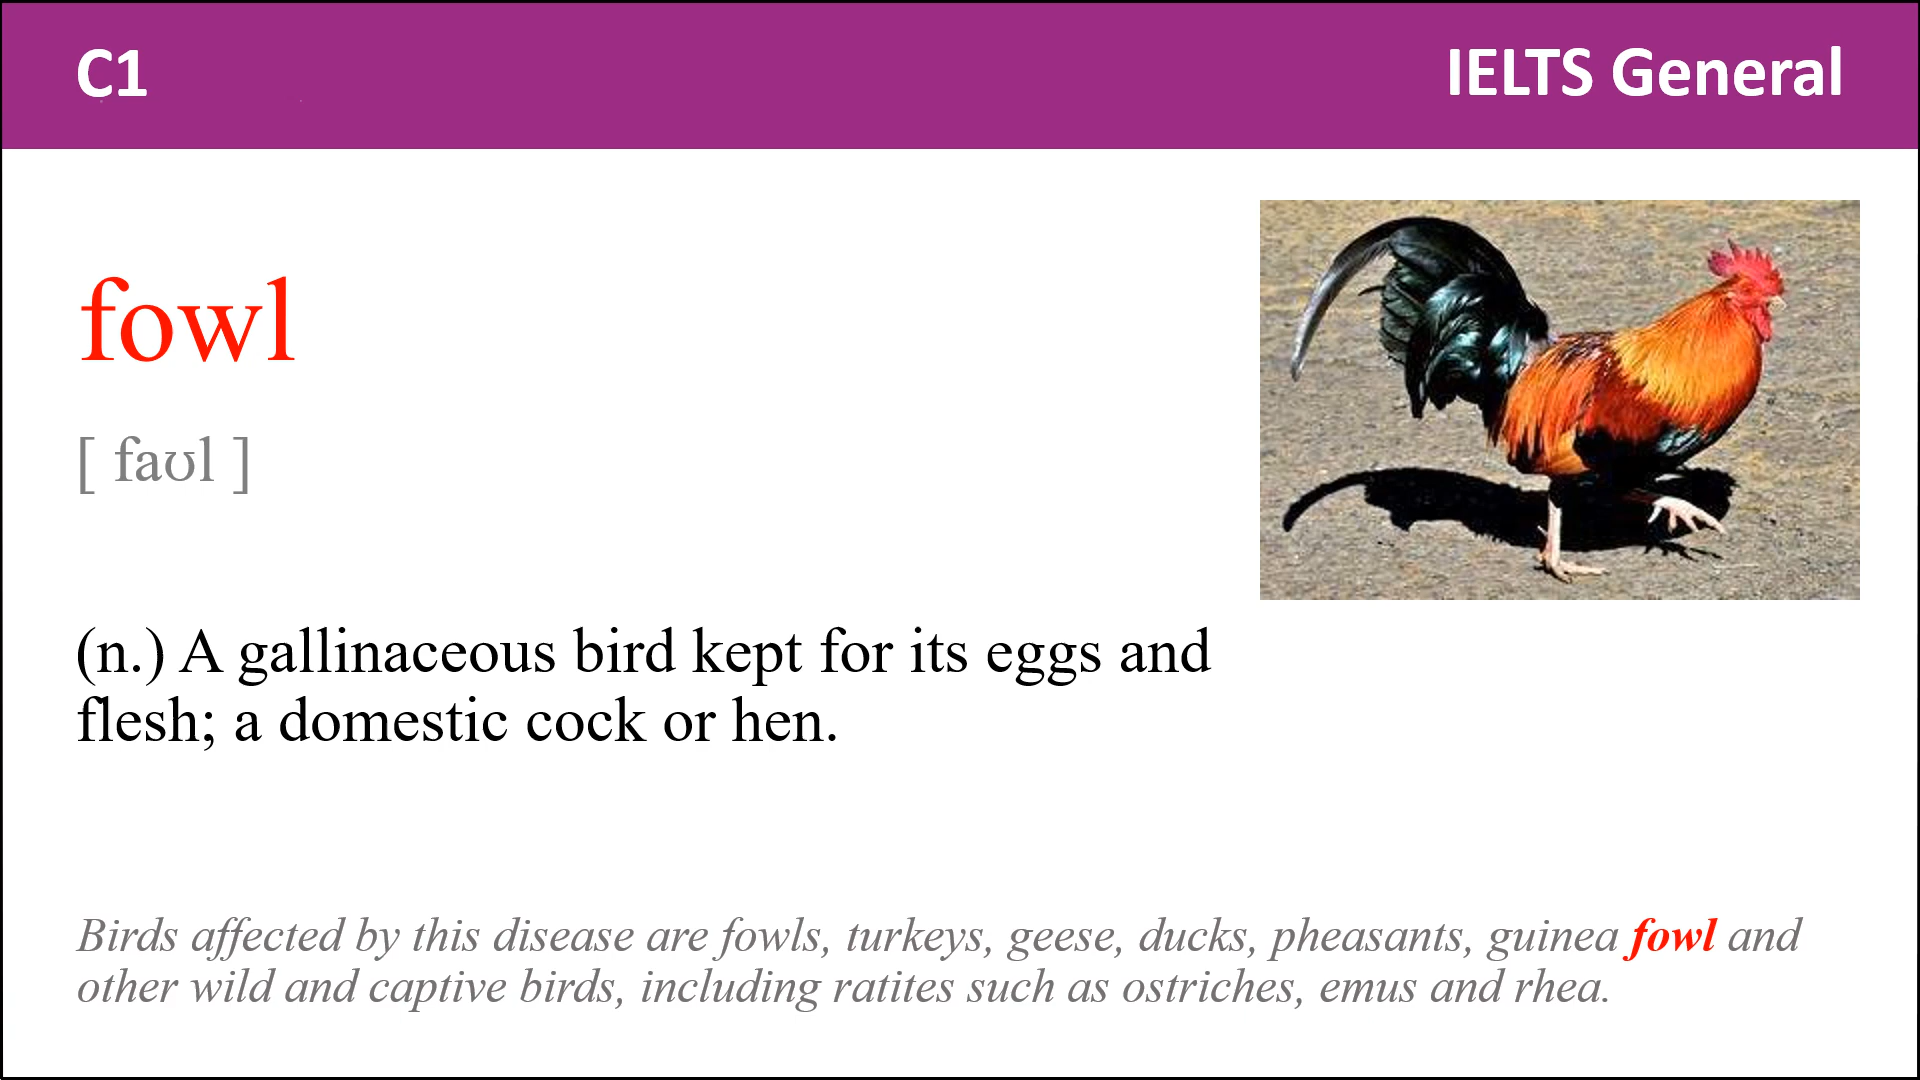 C1
IELTS General
fowl
[ faʊl ]
(n.) A gallinaceous bird kept for its eggs and
flesh; a domestic cock or hen.
Birds affected by this disease are fowls, turkeys, geese, ducks, pheasants, guinea fowl and
other wild and captive birds, including ratites such as ostriches, emus and rhea.